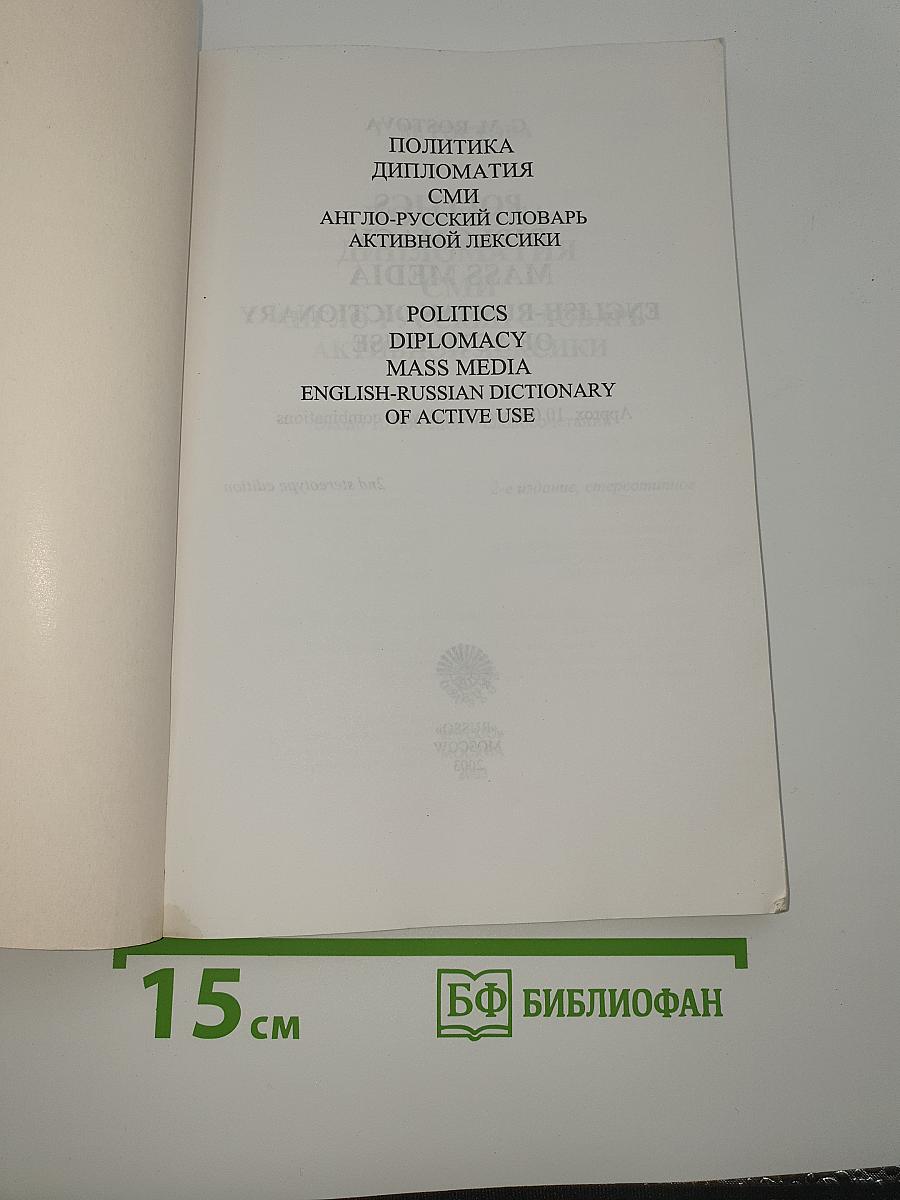 ПОЛИТИКА
ДИПЛОМАТИЯ
СМИ
АНГЛО-РУССКИЙ СЛОВАРЬ
АКТИВНОЙ ЛЕКСИКИ
POLITICS
DIPLOMACY
MASS MEDIA
ENGLISH-RUSSIAN DICTIONARY
OF ACTIVE USE
15 см
БФ БИБЛИОФАН